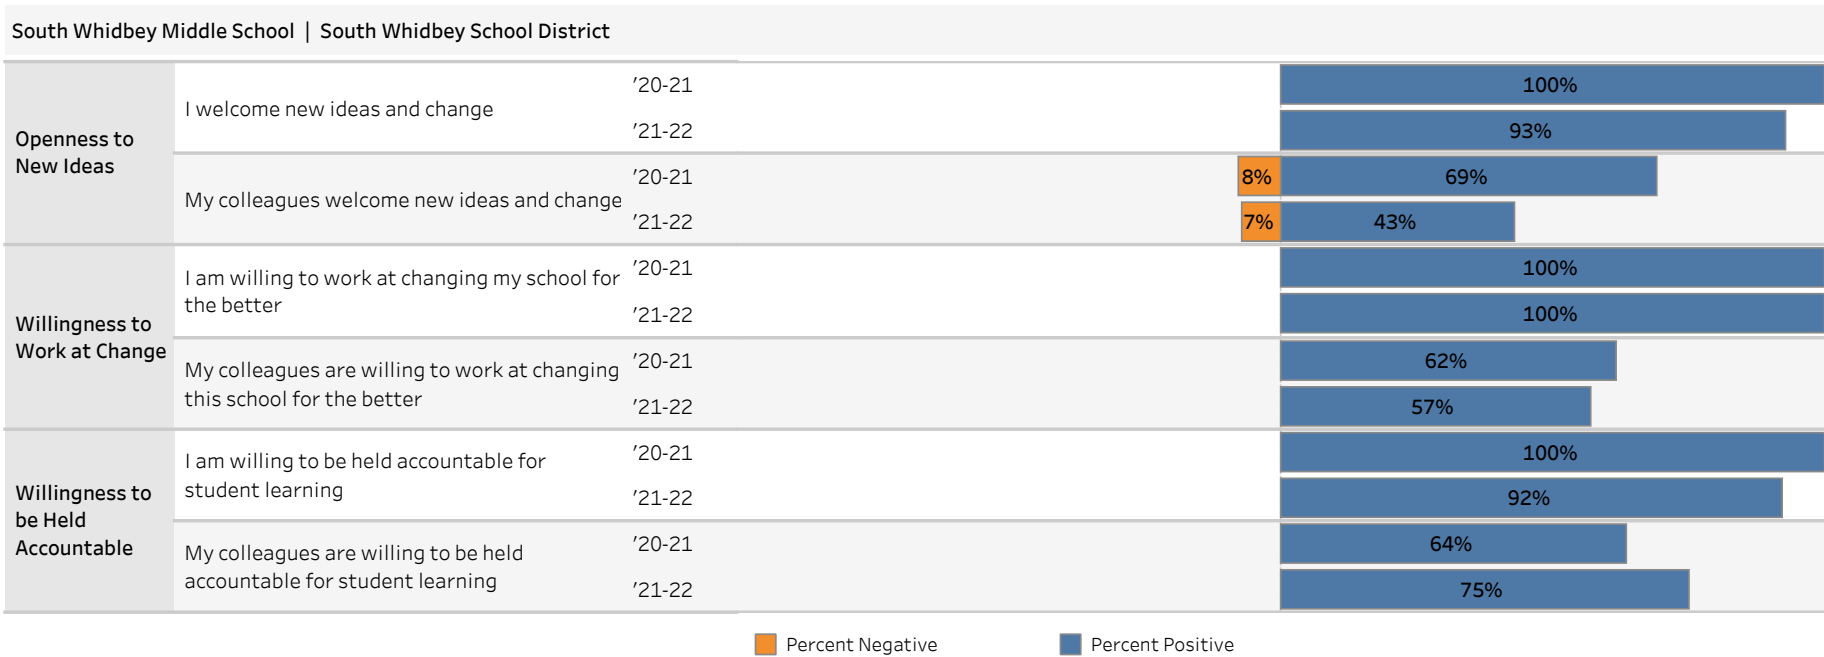 South Whidbey Middle School | South Whidbey School District
Openness to
New Ideas
I welcome new ideas and change
'20-21
100%
'21-22
93%
My colleagues welcome new ideas and change
'20-21
8%
69%
'21-22
7%
43%
Willingness to
Work at Change
I am willing to work at changing my school for
the better
'20-21
100%
'21-22
100%
My colleagues are willing to work at changing
this school for the better
'20-21
62%
'21-22
57%
Willingness to
be Held
Accountable
I am willing to be held accountable for
student learning
'20-21
100%
'21-22
92%
My colleagues are willing to be held
accountable for student learning
'20-21
64%
'21-22
75%
Percent Negative
Percent Positive